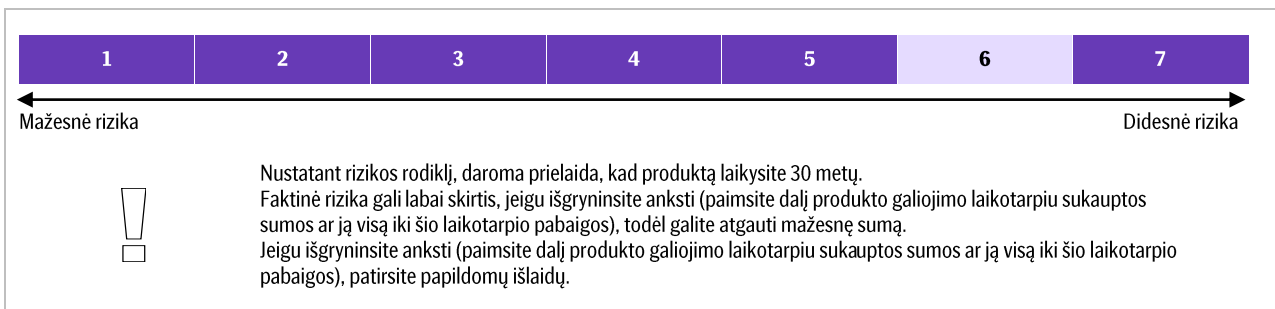 1 2 3 4 5 6 7
Mažesnė rizika Didesnė rizika
Nustatant rizikos rodiklį, daroma prielaida, kad produktą laikysite 30 metų.
Faktinė rizika gali labai skirtis, jeigu išgryninsite anksti (paimsite dalį produkto galiojimo laikotarpiu sukauptos
sumos ar ją visą iki šio laikotarpio pabaigos), todėl galite atgauti mažesnę sumą.
Jeigu išgryninsite anksti (paimsite dalį produkto galiojimo laikotarpiu sukauptos sumos ar ją visą iki šio laikotarpio
pabaigos), patirsite papildomų išlaidų.